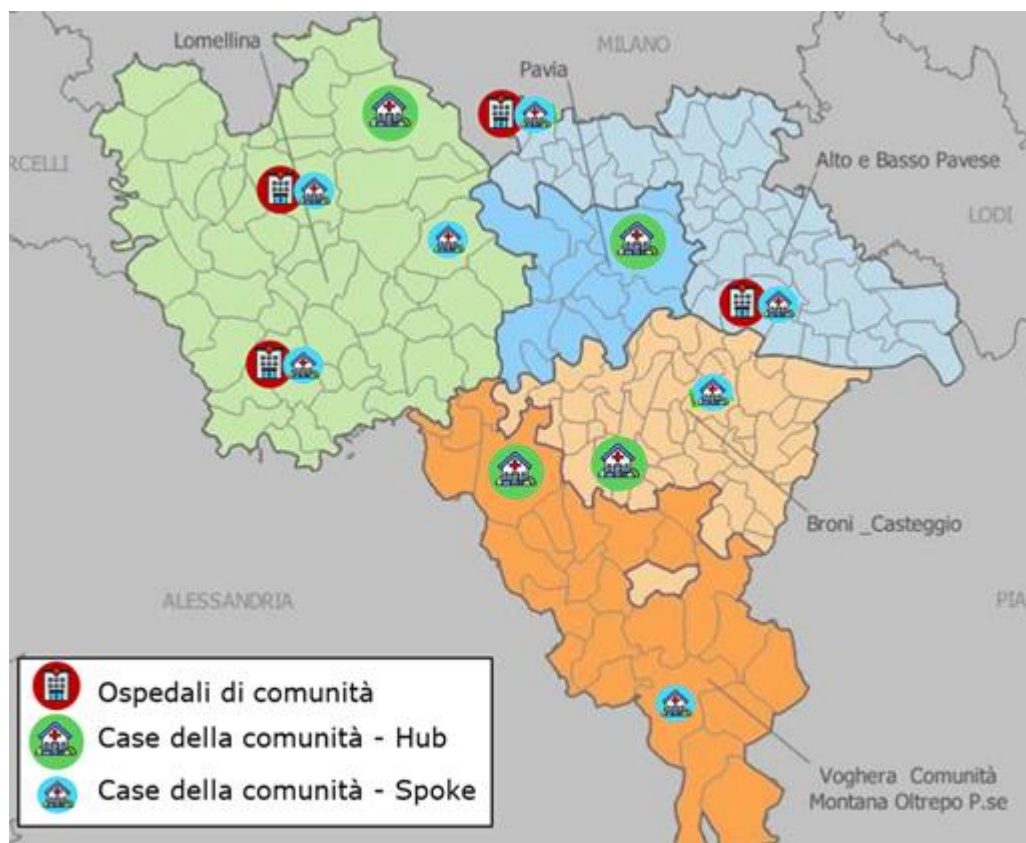 Lomellina
MILANO
Pavia
RCELLI
Alto e Basso Pavese
LODI
Broni _Casteggio
ALESSANDRIA
PIA
Ospedali di comunità
Case della comunità - Hub
Case della comunità - Spoke
Voghera Comunità
Montana Oltrepo P.se